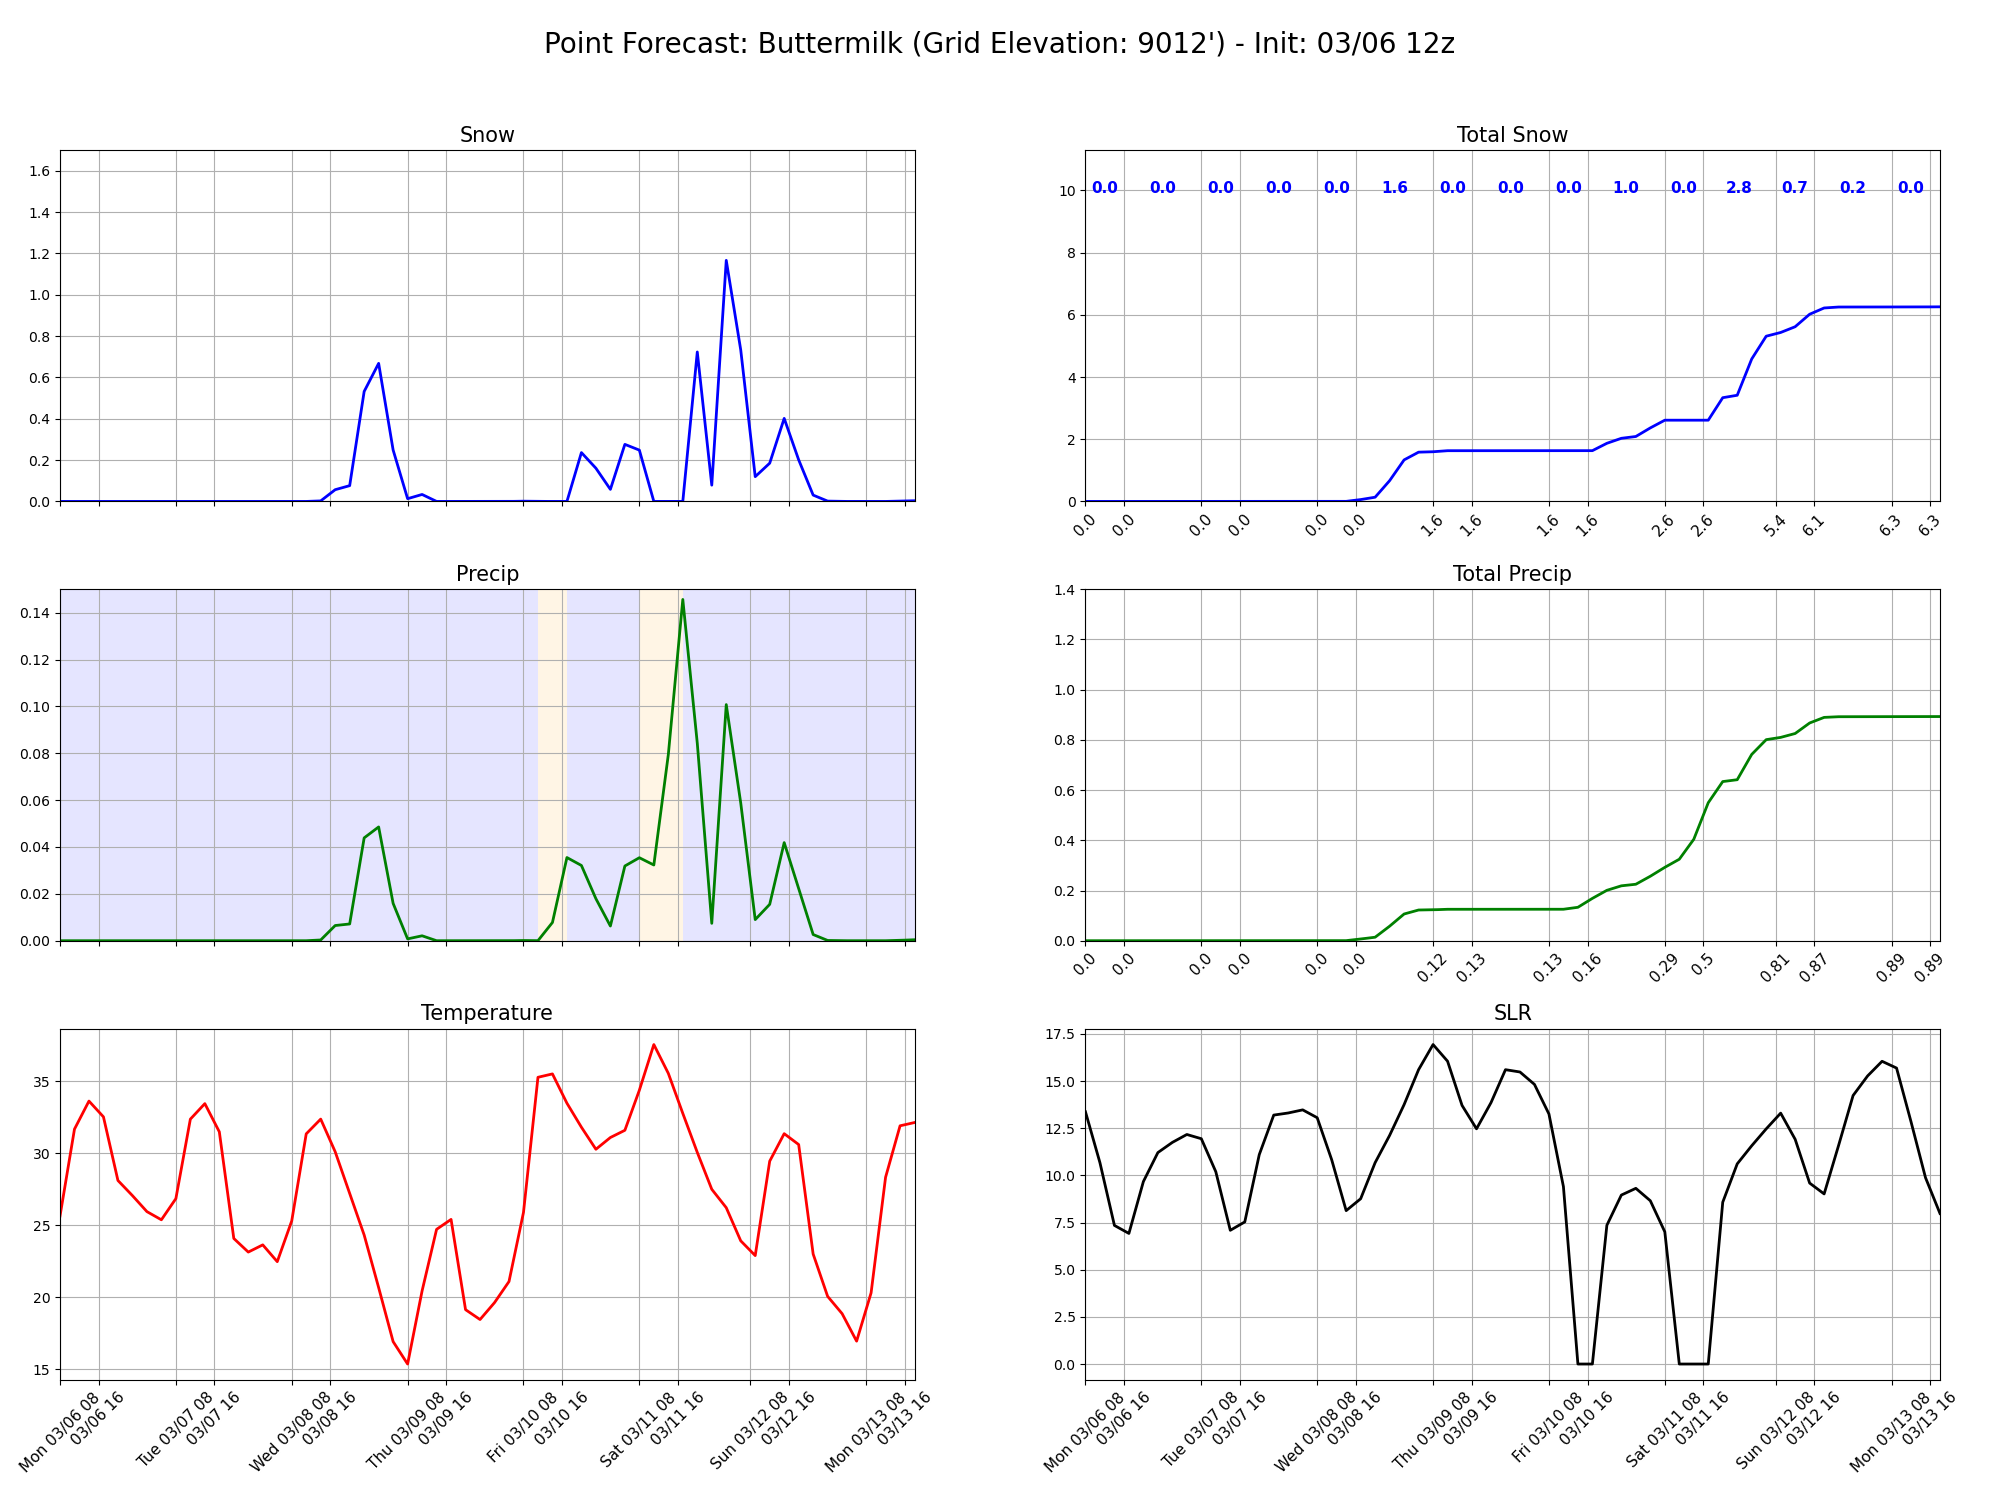 Point Forecast: Buttermilk (Grid Elevation: 9012') - Init: 03/06 12z
Snow
1.6
1.4
1.2
1.0
0.8
0.6
0.4
0.2
0.0
Total Snow
10
8
6
4
2
0
0.0 0.0 0.0 0.0 0.0 1.6 0.0 0.0 0.0 1.0 0.0 2.8 0.7 0.2 0.0
0.0 0.0 0.0 0.0 0.0 0.0 1.6 1.6 1.6 1.6 2.6 2.6 5.4 6.1 6.3 6.3
Precip
0.14
0.12
0.10
0.08
0.06
0.04
0.02
0.00
Total Precip
1.4
1.2
1.0
0.8
0.6
0.4
0.2
0.0
0.0 0.0 0.0 0.0 0.0 0.0 0.12 0.13 0.13 0.16 0.29 0.5 0.81 0.87 0.89 0.89
Temperature
35
30
25
20
15
Mon 03/06 08
03/06 16
Tue 03/07 08
03/07 16
Wed 03/08 08
03/08 16
Thu 03/09 08
03/09 16
Fri 03/10 08
03/10 16
Sat 03/11 08
03/11 16
Sun 03/12 08
03/12 16
Mon 03/13 08
03/13 16
SLR
17.5
15.0
12.5
10.0
7.5
5.0
2.5
0.0
Mon 03/06 08
03/06 16
Tue 03/07 08
03/07 16
Wed 03/08 08
03/08 16
Thu 03/09 08
03/09 16
Fri 03/10 08
03/10 16
Sat 03/11 08
03/11 16
Sun 03/12 08
03/12 16
Mon 03/13 08
03/13 16